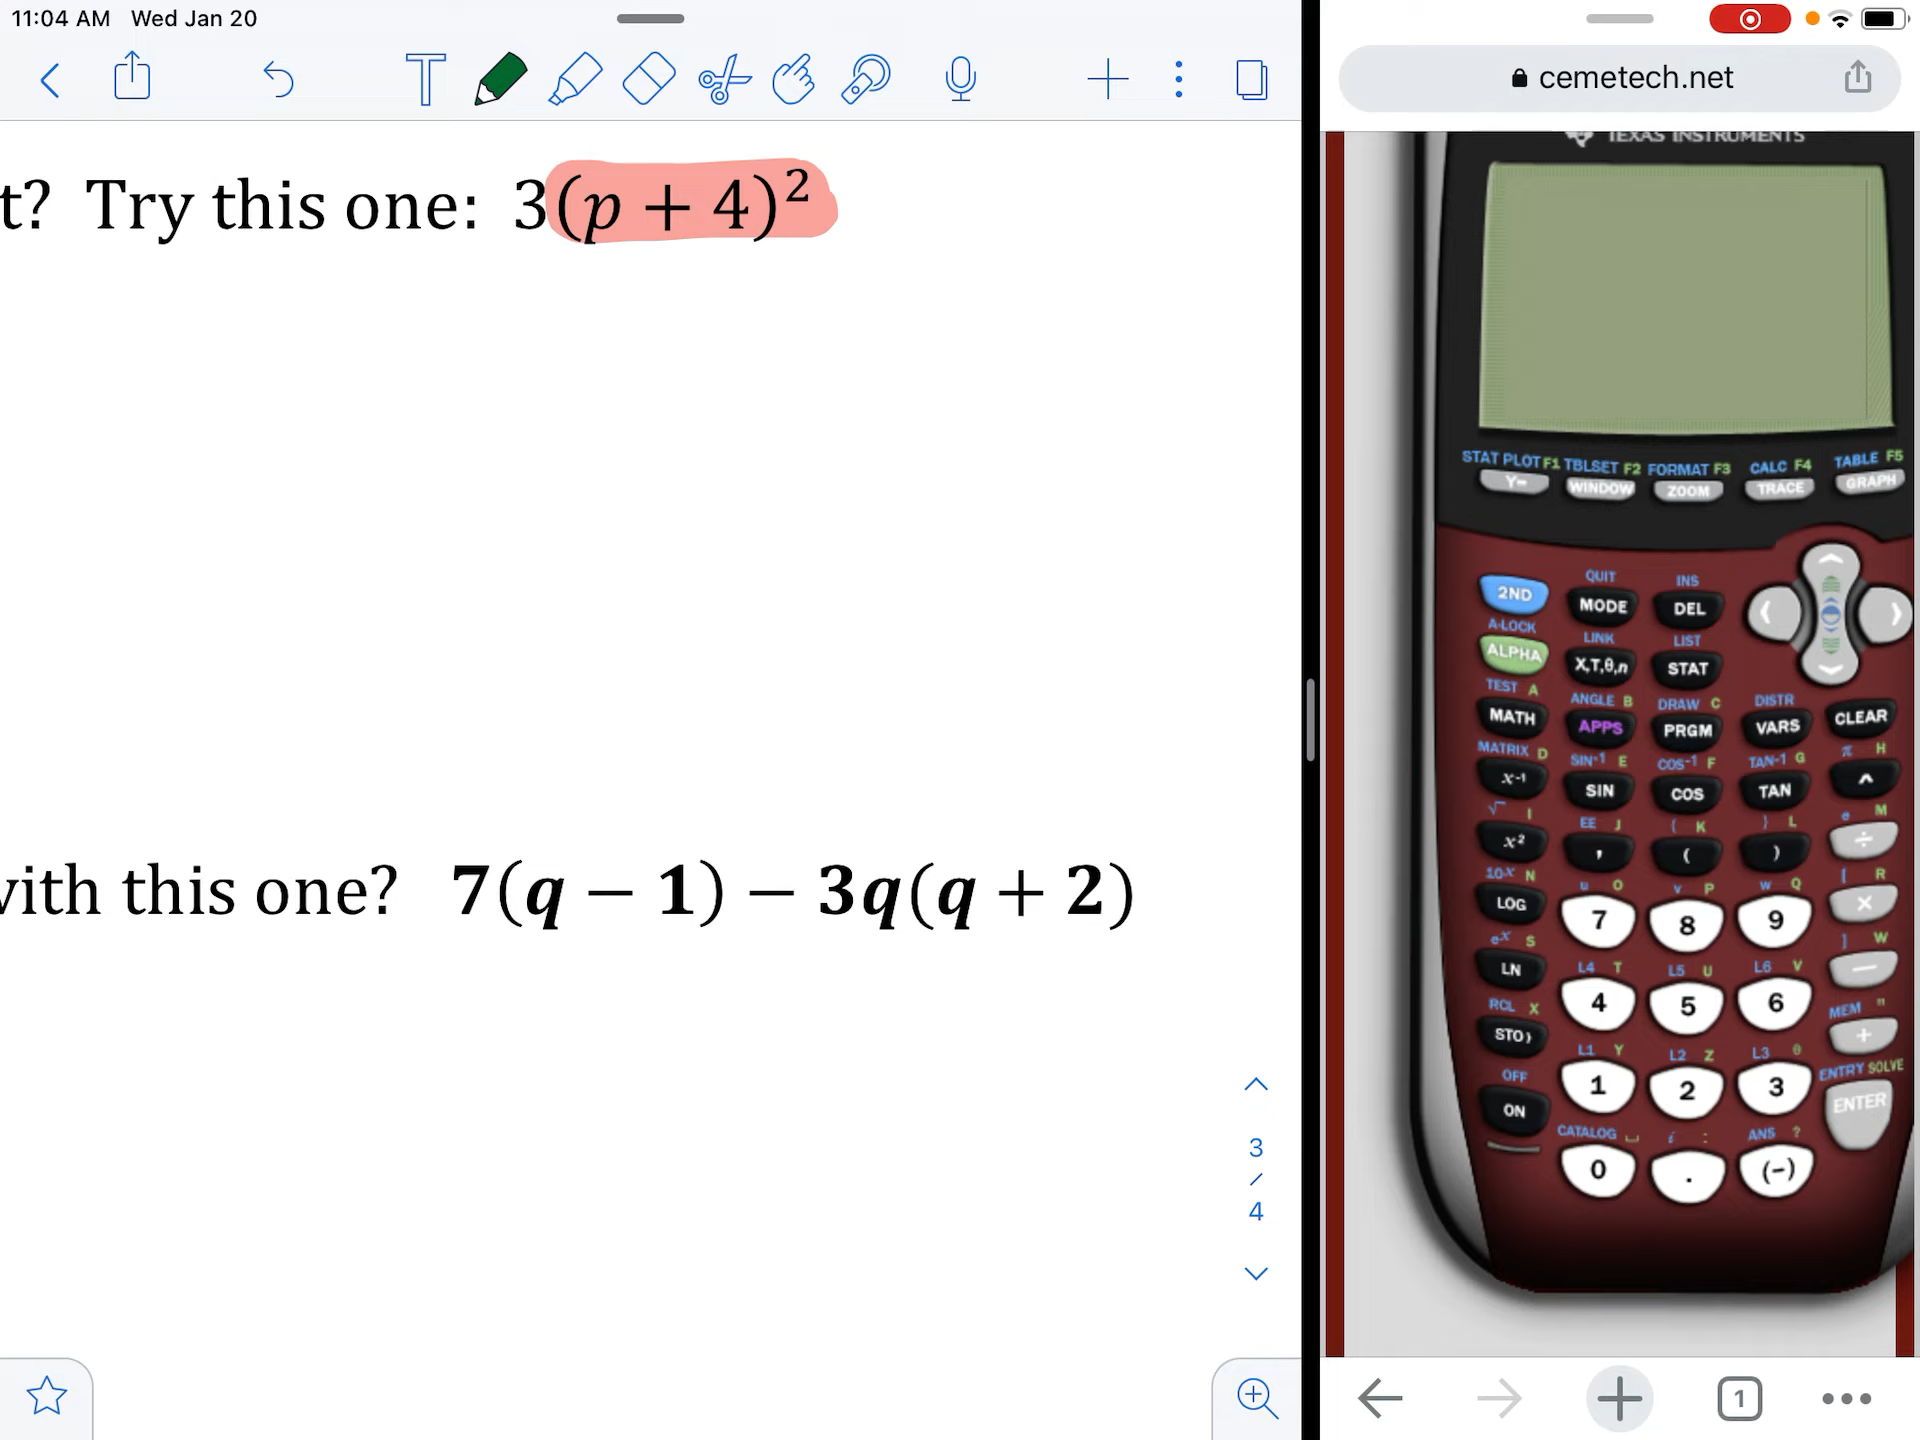 11:04 AM Wed Jan 20
t? Try this one: 3(p + 4)²
with this one? 7(q − 1) − 3q(q + 2)
3
/
4
cemetech.net
TEXAS INSTRUMENTS
STAT PLOT F1 TBLSET F2 FORMAT F3 CALC F4 TABLE F5
Y= WINDOW ZOOM TRACE GRAPH
QUIT INS
2ND MODE DEL
A-LOCK LINK LIST
ALPHA X,T,θ,n STAT
TEST A ANGLE B DRAW C DISTR
MATH APPS PRGM VARS CLEAR
MATRIX D SIN⁻¹ E COS⁻¹ F TAN⁻¹ G π H
x⁻¹ SIN COS TAN ^
√ I EE J { K } L e M
x² , ( ) ÷
10ˣ N u O v P w Q [ R
LOG 7 8 9 ×
eˣ S L4 T L5 U L6 V ] W
LN 4 5 6 −
RCL X L1 Y L2 Z L3 θ MEM "
STO⟩ 1 2 3 +
OFF ENTRY SOLVE
ON ENTER
CATALOG ␣ i : ANS ?
0 . (−)
1